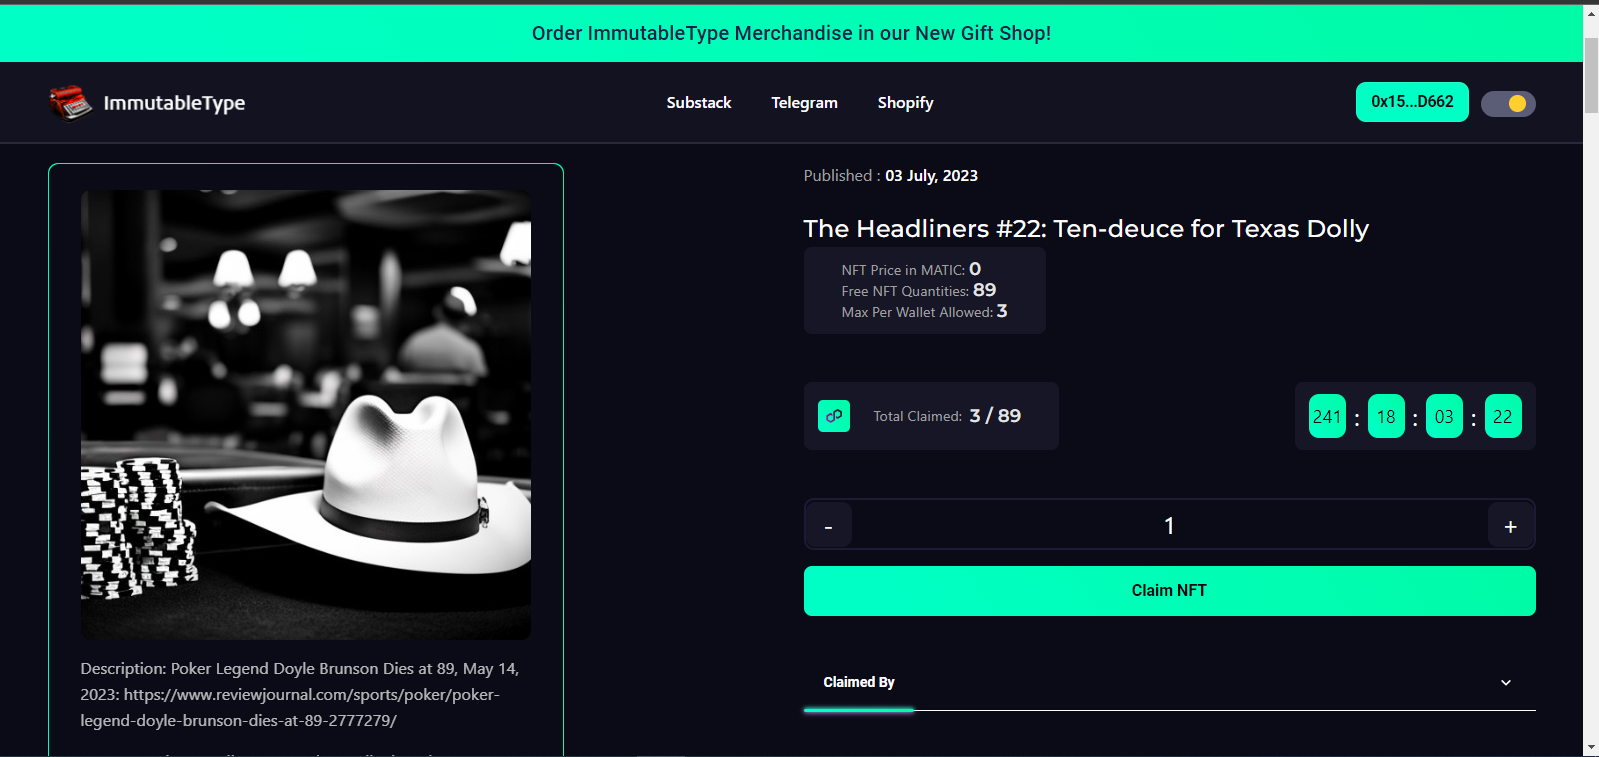 Order ImmutableType Merchandise in our New Gift Shop!
ImmutableType
Substack
Telegram
Shopify
0x15...D662
Published : 03 July, 2023
The Headliners #22: Ten-deuce for Texas Dolly
NFT Price in MATIC: 0
Free NFT Quantities: 89
Max Per Wallet Allowed: 3
Total Claimed: 3 / 89
241 : 18 : 03 : 22
- 1 +
Claim NFT
Claimed By
Description: Poker Legend Doyle Brunson Dies at 89, May 14,
2023: https://www.reviewjournal.com/sports/poker/poker-
legend-doyle-brunson-dies-at-89-2777279/